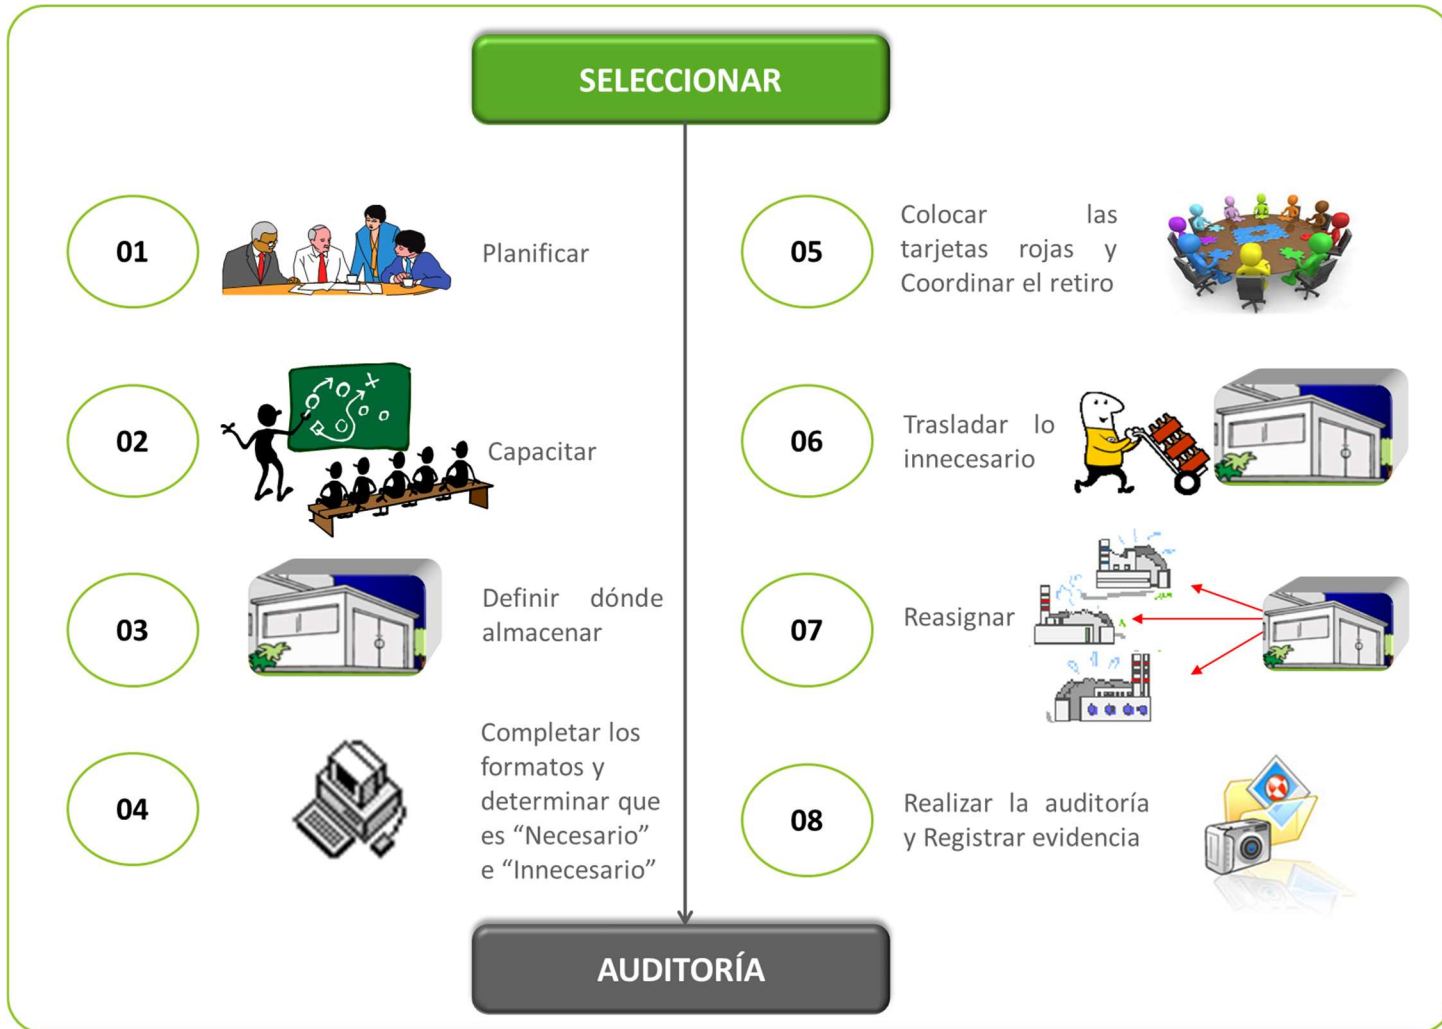 SELECCIONAR
01
Planificar
02
Capacitar
03
Definir dónde
almacenar
04
Completar los
formatos y
determinar que
es “Necesario”
e “Innecesario”
05
Colocar las
tarjetas rojas y
Coordinar el retiro
06
Trasladar lo
innecesario
07
Reasignar
08
Realizar la auditoría
y Registrar evidencia
AUDITORÍA